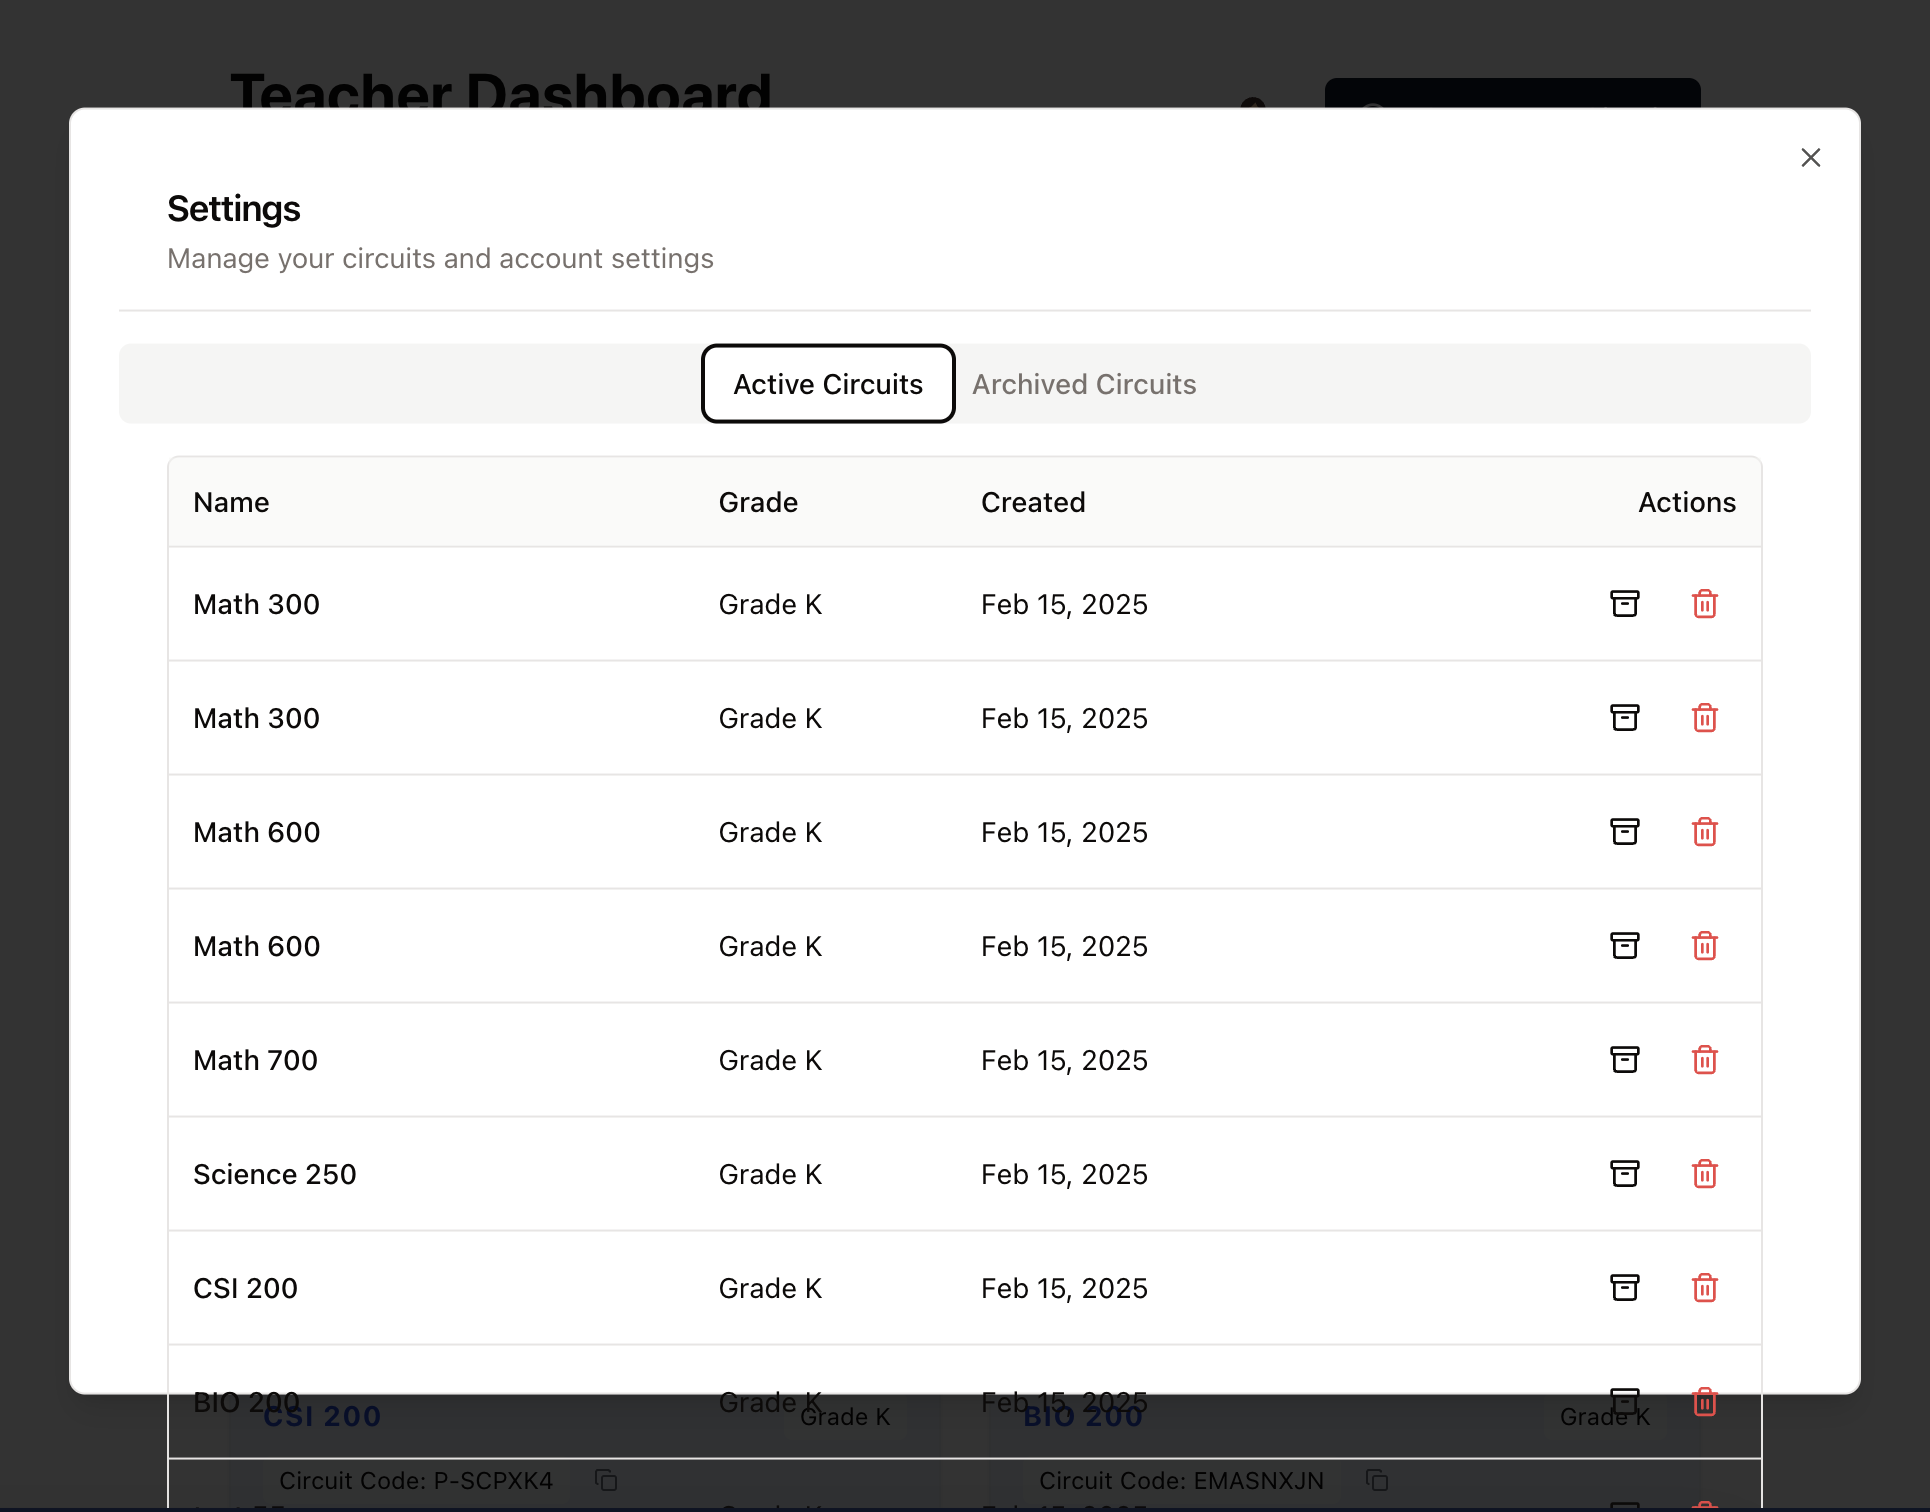 Teacher Dashboard
Settings
Manage your circuits and account settings
Active Circuits Archived Circuits
Name Grade Created Actions
Math 300 Grade K Feb 15, 2025
Math 300 Grade K Feb 15, 2025
Math 600 Grade K Feb 15, 2025
Math 600 Grade K Feb 15, 2025
Math 700 Grade K Feb 15, 2025
Science 250 Grade K Feb 15, 2025
CSI 200 Grade K Feb 15, 2025
BIO 200 Grade K Feb 15, 2025
CSI 200 Grade K BIO 200 Grade K
Circuit Code: P-SCPXK4 Circuit Code: EMASNXJN